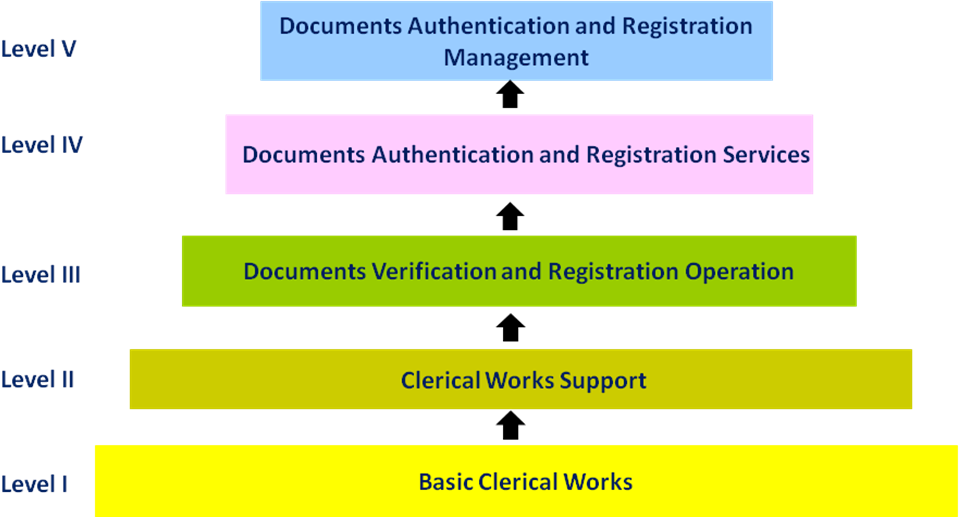 Level V
Documents Authentication and Registration
Management
Level IV
Documents Authentication and Registration Services
Level III
Documents Verification and Registration Operation
Level II
Clerical Works Support
Level I
Basic Clerical Works